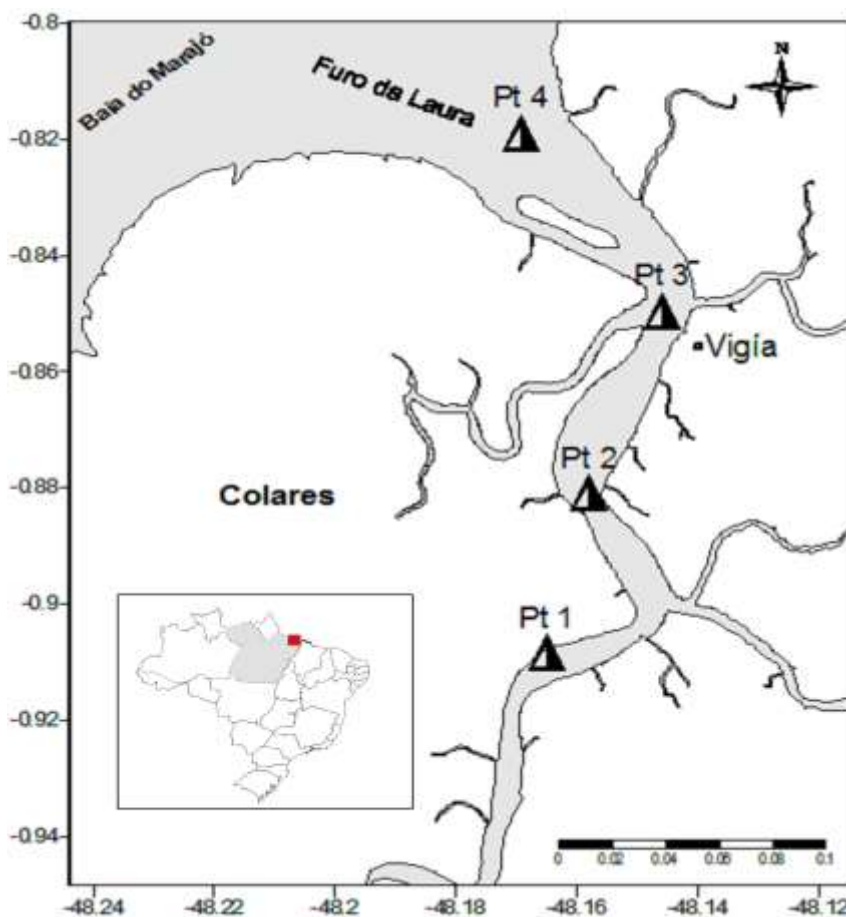 -0.8
Baia do Marajó
Furo da Laura
N
Pt 4
-0.82
-0.84
Pt 3
Vigía
-0.86
Pt 2
-0.88
Colares
-0.9
Pt 1
-0.92
-0.94
0 0.02 0.04 0.06 0.08 0.1
-48.24 -48.22 -48.2 -48.18 -48.16 -48.14 -48.12